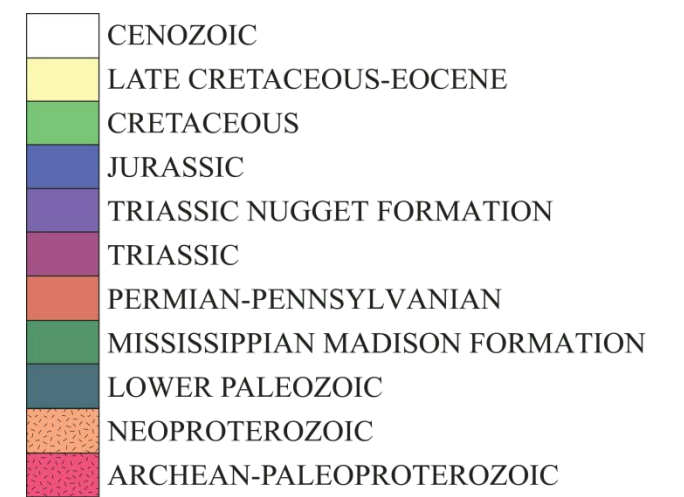 CENOZOIC
LATE CRETACEOUS-EOCENE
CRETACEOUS
JURASSIC
TRIASSIC NUGGET FORMATION
TRIASSIC
PERMIAN-PENNSYLVANIAN
MISSISSIPPIAN MADISON FORMATION
LOWER PALEOZOIC
NEOPROTEROZOIC
ARCHEAN-PALEOPROTEROZOIC